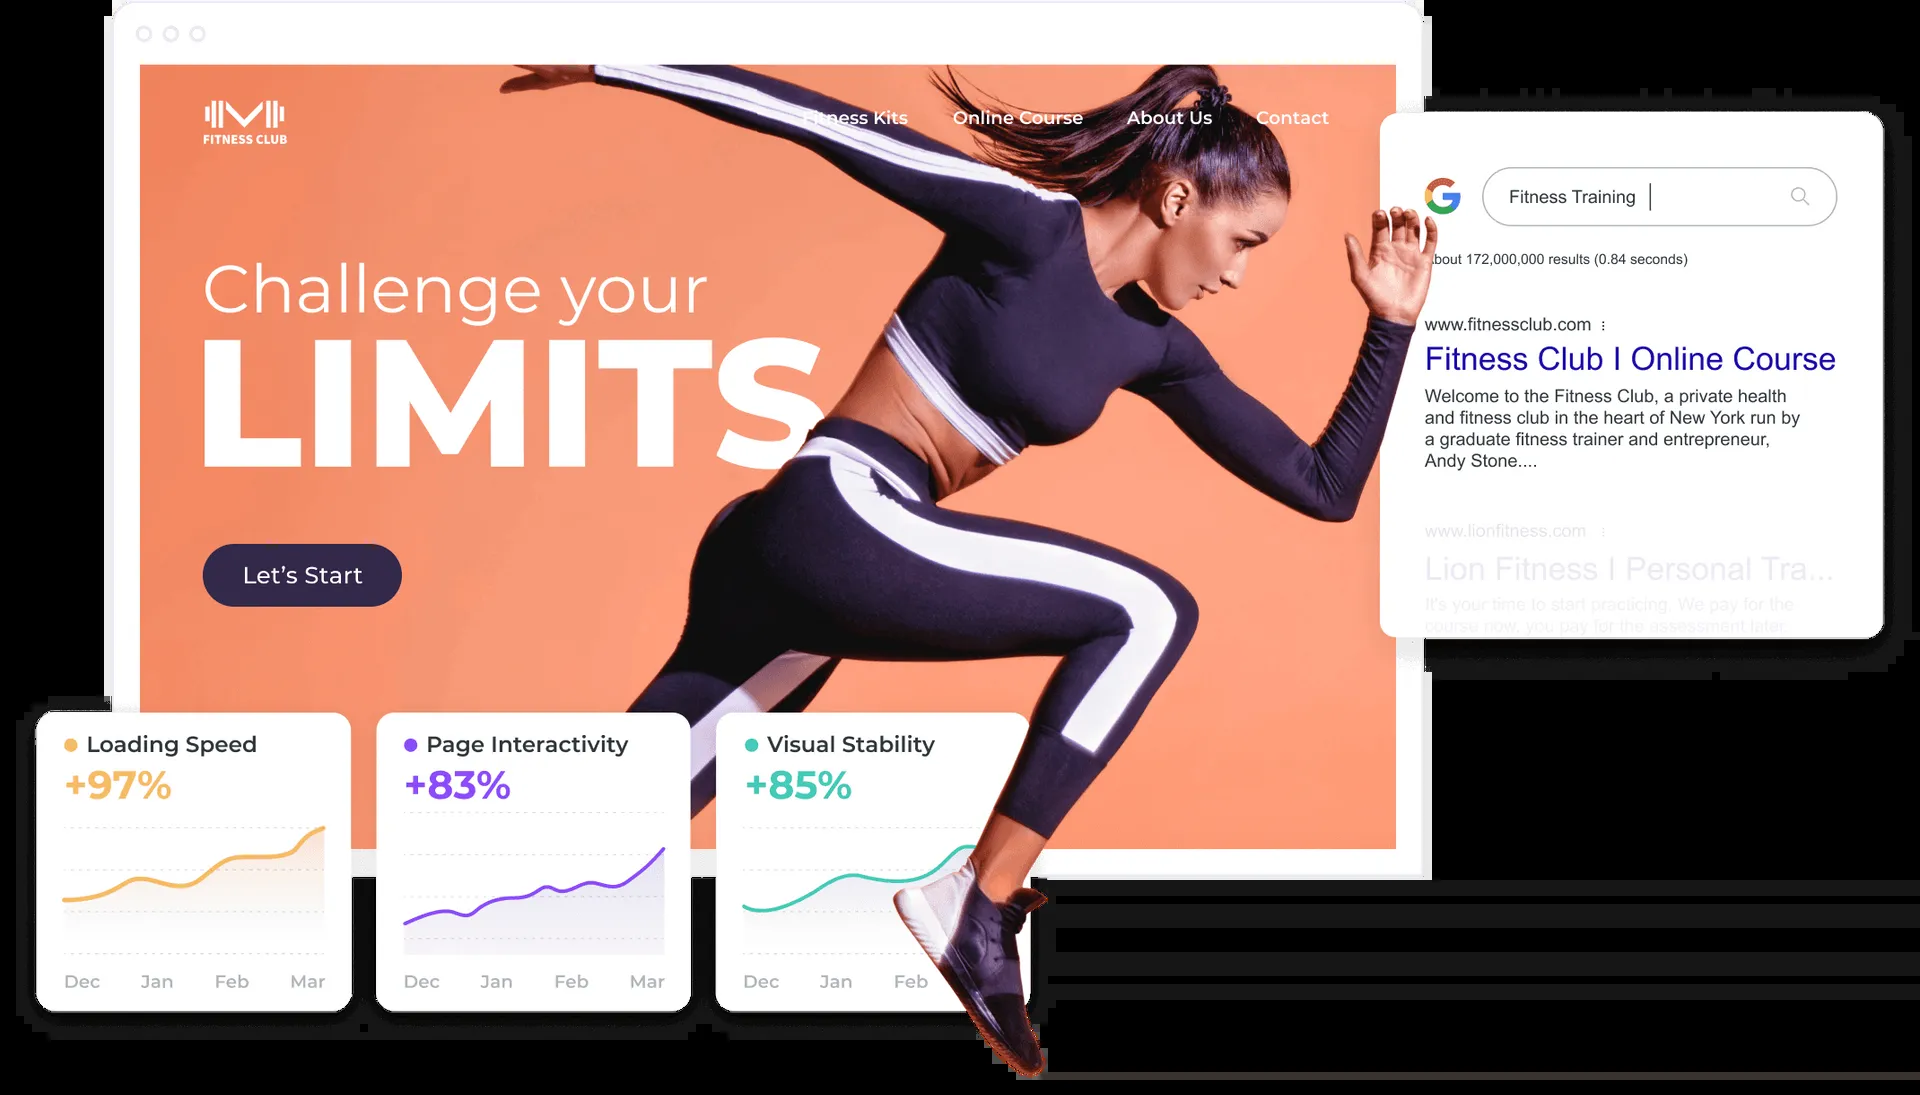 FITNESS CLUB
Fitness Kits
Online Course
About Us
Contact
Challenge your
LIMITS
Let's Start
Fitness Training
About 172,000,000 results (0.84 seconds)
www.fitnessclub.com
Fitness Club I Online Course
Welcome to the Fitness Club, a private health
and fitness club in the heart of New York run by
a graduate fitness trainer and entrepreneur,
Andy Stone....
www.lionfitness.com
Lion Fitness I Personal Tra...
It's your time to start practicing. We pay for the
course now, you pay for the assessment later.
Loading Speed
+97%
Dec Jan Feb Mar
Page Interactivity
+83%
Dec Jan Feb Mar
Visual Stability
+85%
Dec Jan Feb